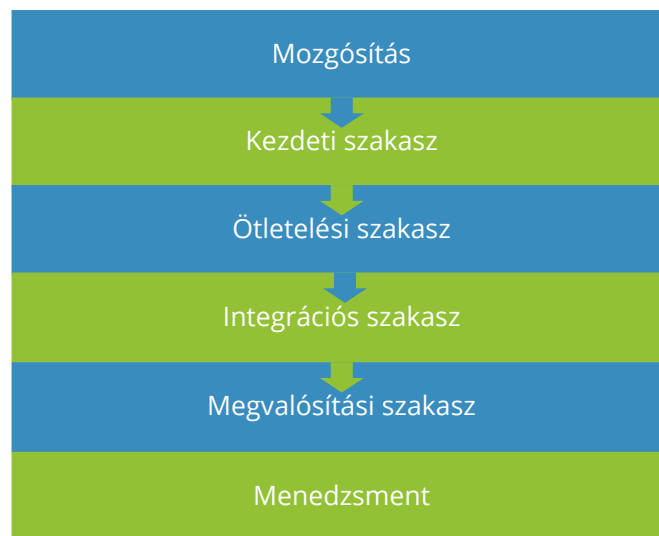 Mozgósítás
Kezdeti szakasz
Ötletelési szakasz
Integrációs szakasz
Megvalósítási szakasz
Menedzsment